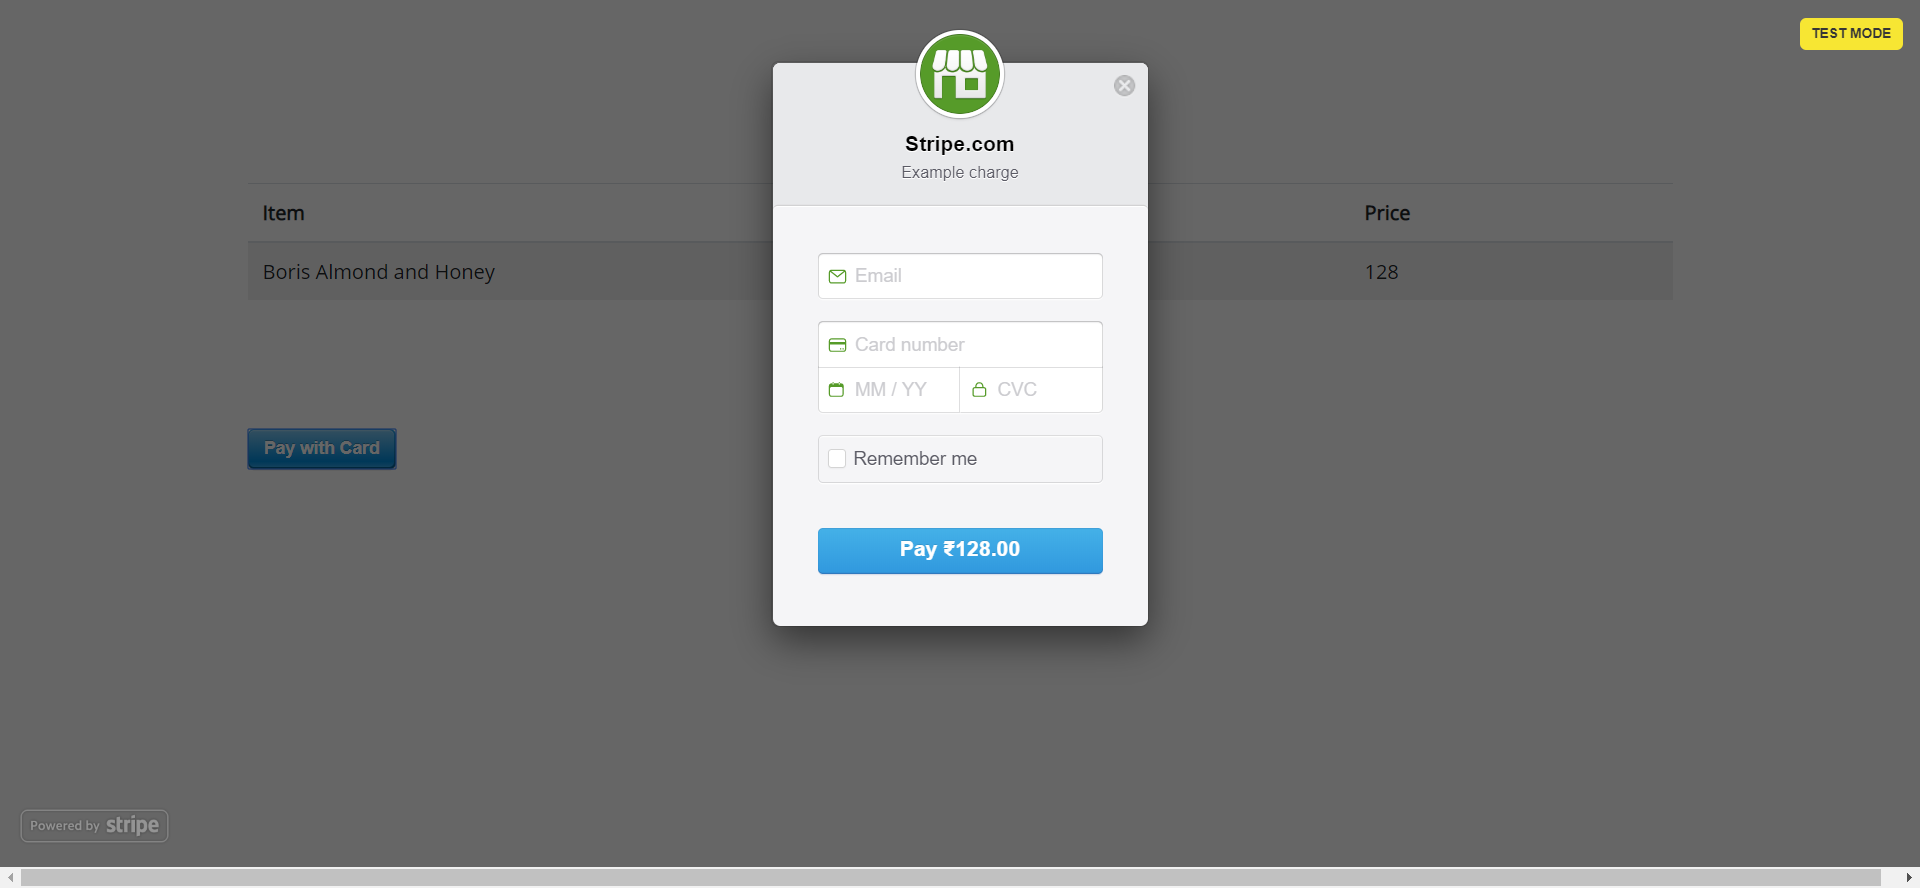 TEST MODE
Stripe.com
Example charge
Item
Price
Boris Almond and Honey
128
Email
Card number
MM / YY
CVC
Pay with Card
Remember me
Pay ₹128.00
Powered by stripe